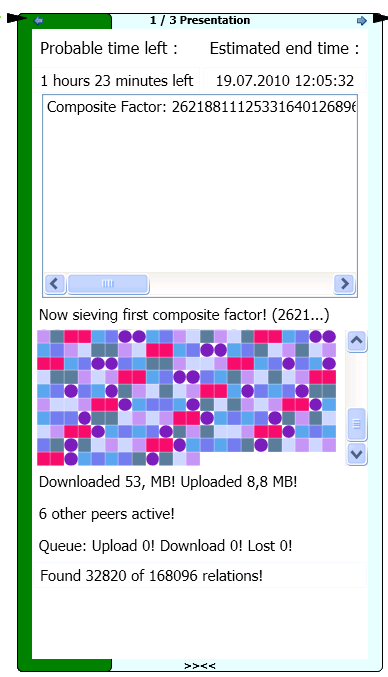 1 / 3 Presentation
Probable time left : Estimated end time :
1 hours 23 minutes left 19.07.2010 12:05:32
Composite Factor: 26218811125331640126896
Now sieving first composite factor! (2621...)
Downloaded 53, MB! Uploaded 8,8 MB!
6 other peers active!
Queue: Upload 0! Download 0! Lost 0!
Found 32820 of 168096 relations!
>><<